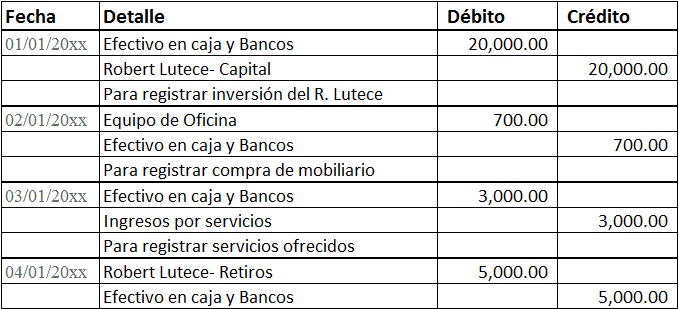 Fecha Detalle Débito Crédito
01/01/20xx Efectivo en caja y Bancos 20,000.00
Robert Lutece- Capital 20,000.00
Para registrar inversión del R. Lutece
02/01/20xx Equipo de Oficina 700.00
Efectivo en caja y Bancos 700.00
Para registrar compra de mobiliario
03/01/20xx Efectivo en caja y Bancos 3,000.00
Ingresos por servicios 3,000.00
Para registrar servicios ofrecidos
04/01/20xx Robert Lutece- Retiros 5,000.00
Efectivo en caja y Bancos 5,000.00